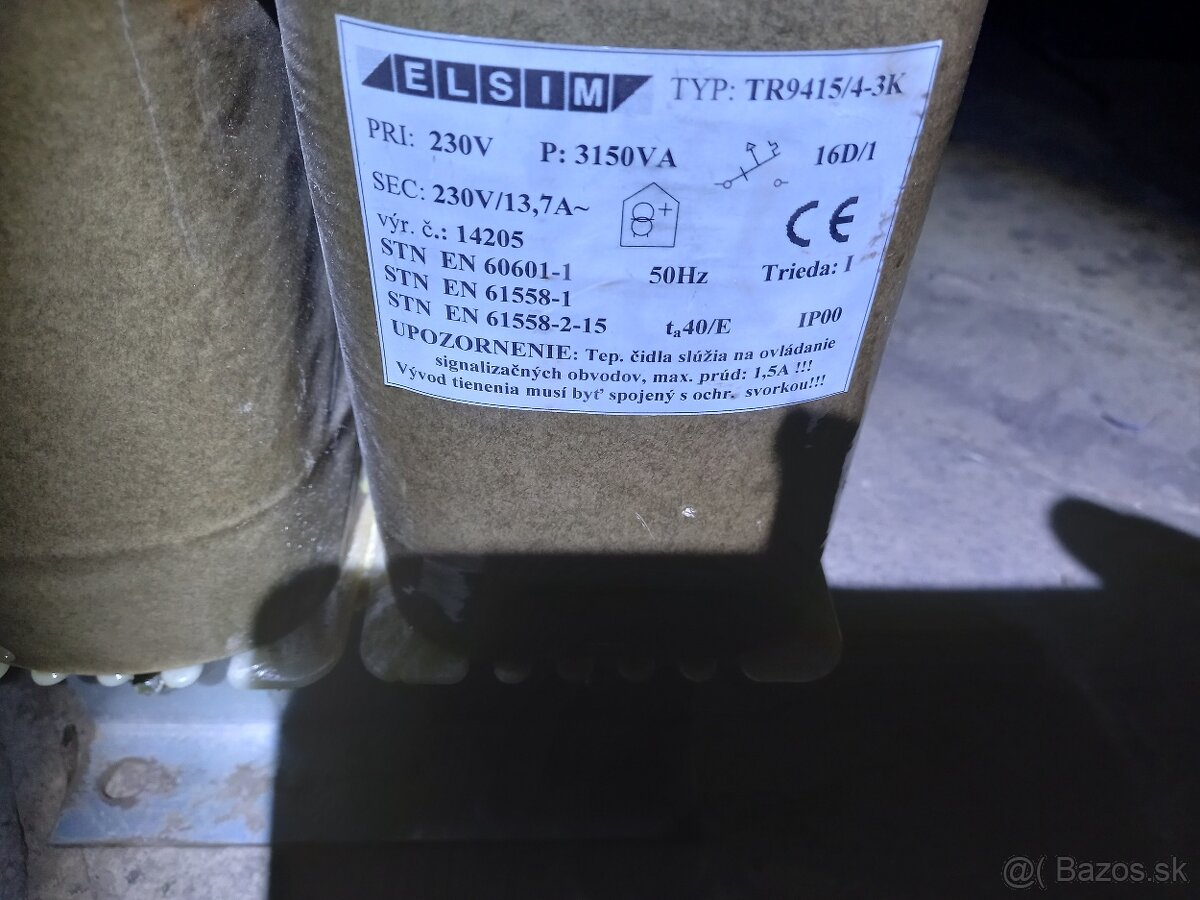 ELSIM TYP: TR9415/4-3K
PRI: 230V P: 3150VA 16D/1
SEC: 230V/13,7A~
výr. č.: 14205
STN EN 60601-1 50Hz Trieda: I
STN EN 61558-1
STN EN 61558-2-15 ta40/E IP00
UPOZORNENIE: Tep. čidla slúžia na ovládanie
signalizačných obvodov, max. prúd: 1,5A !!!
Vývod tienenia musí byť spojený s ochr. svorkou!!!
@( Bazos.sk